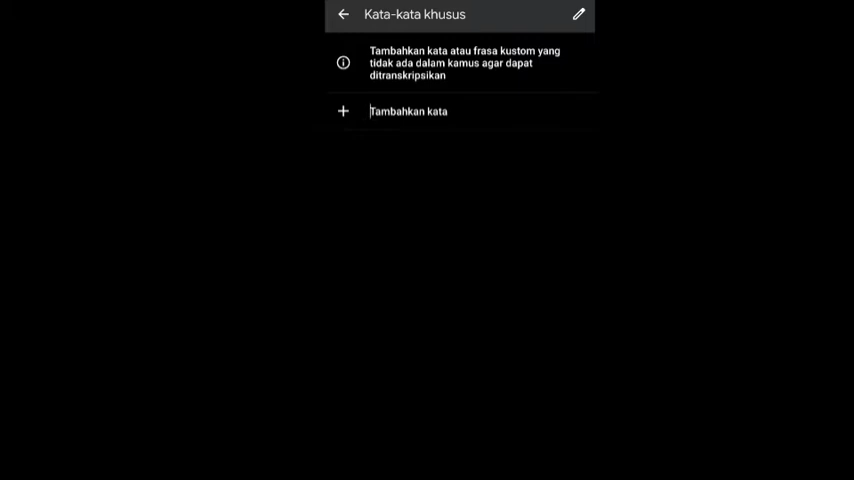 Kata-kata khusus
Tambahkan kata atau frasa kustom yang
tidak ada dalam kamus agar dapat
ditranskripsikan
Tambahkan kata